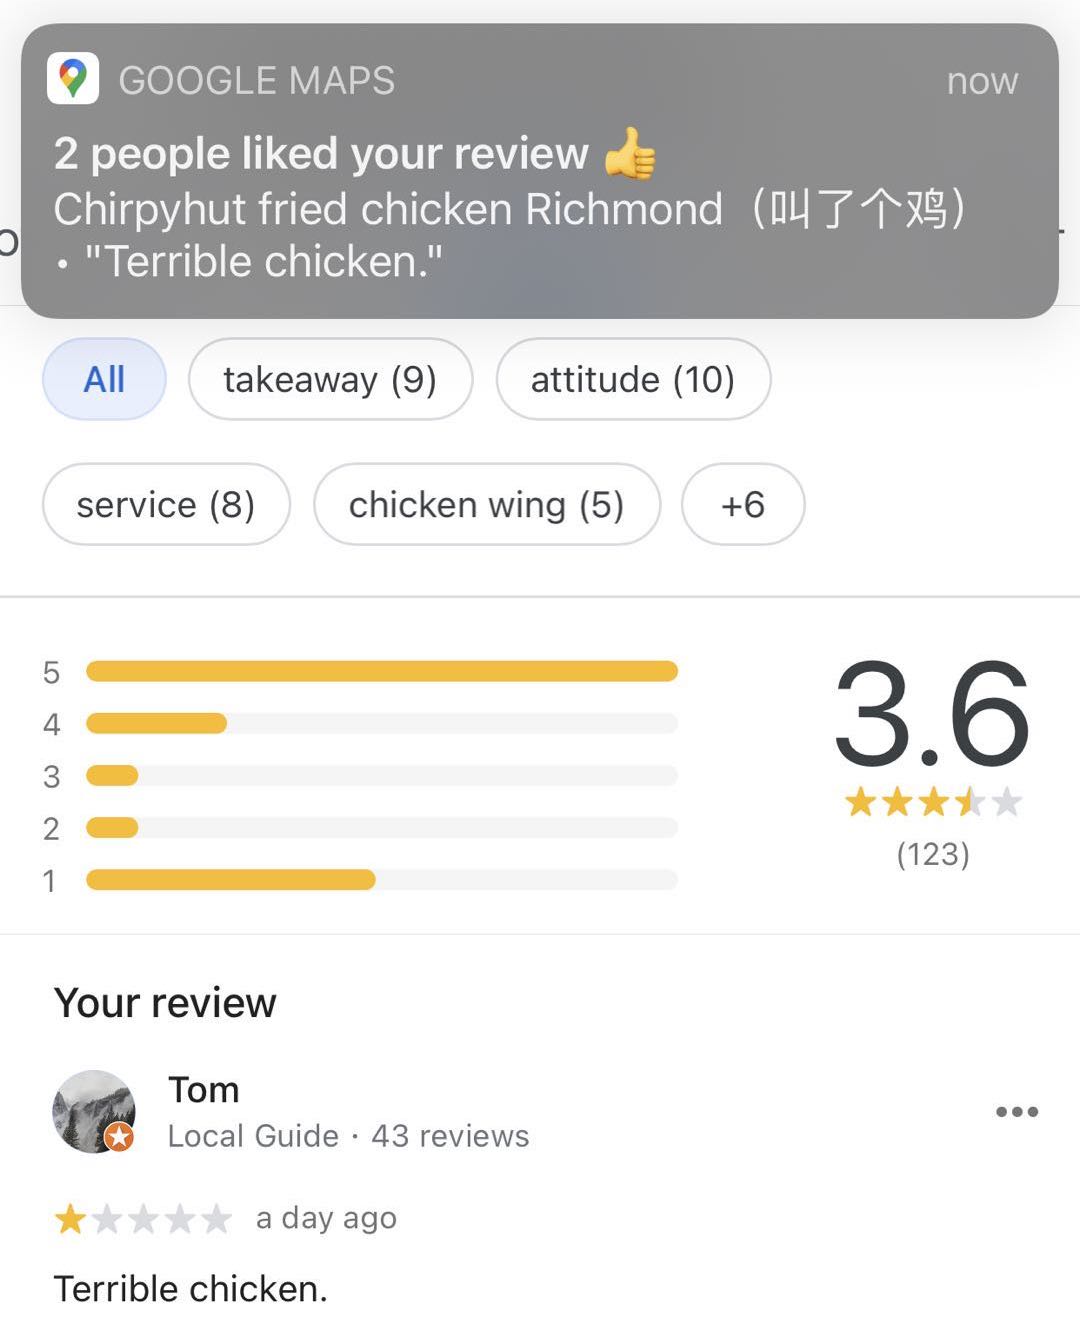 GOOGLE MAPS now
2 people liked your review 👍
Chirpyhut fried chicken Richmond（叫了个鸡）
• "Terrible chicken."
All takeaway (9) attitude (10)
service (8) chicken wing (5) +6
5
4
3
2
1
3.6
(123)
Your review
Tom
Local Guide · 43 reviews
a day ago
Terrible chicken.